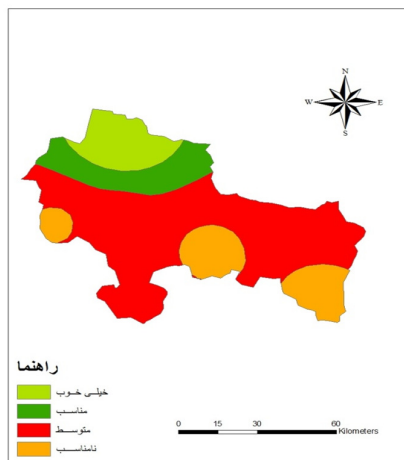 N
W E
S
راهنما
خیلی خوب
مناسب
متوسط
نامناسب
0 15 30 60
Kilometers